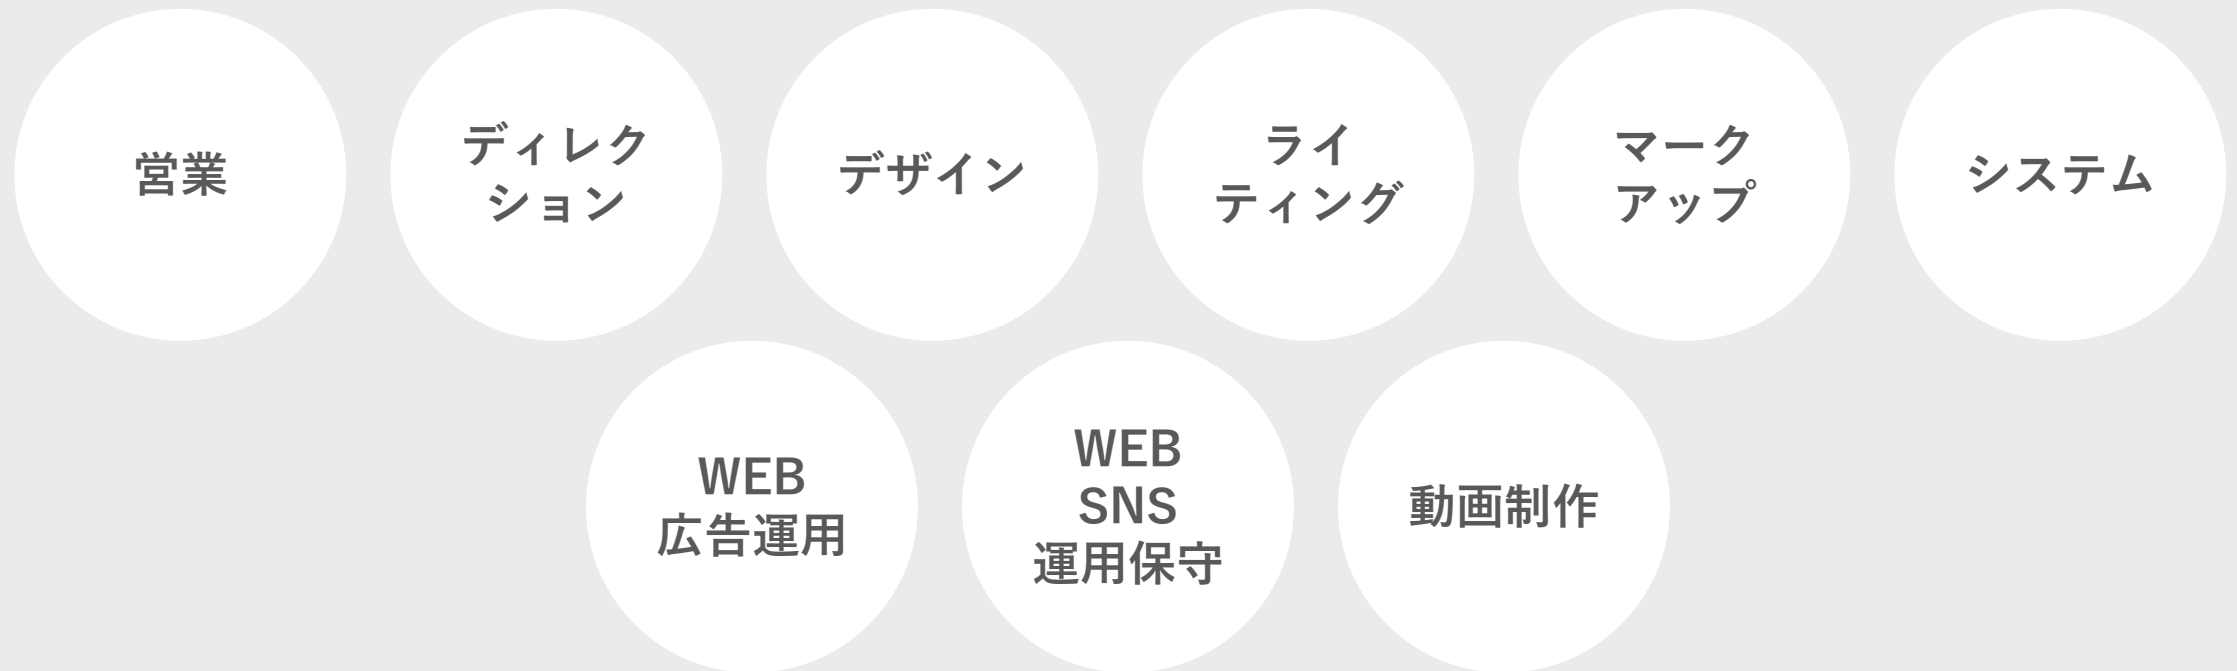 営業
ディレク
ション
デザイン
ライ
ティング
マーク
アップ
システム
WEB
広告運用
WEB
SNS
運用保守
動画制作